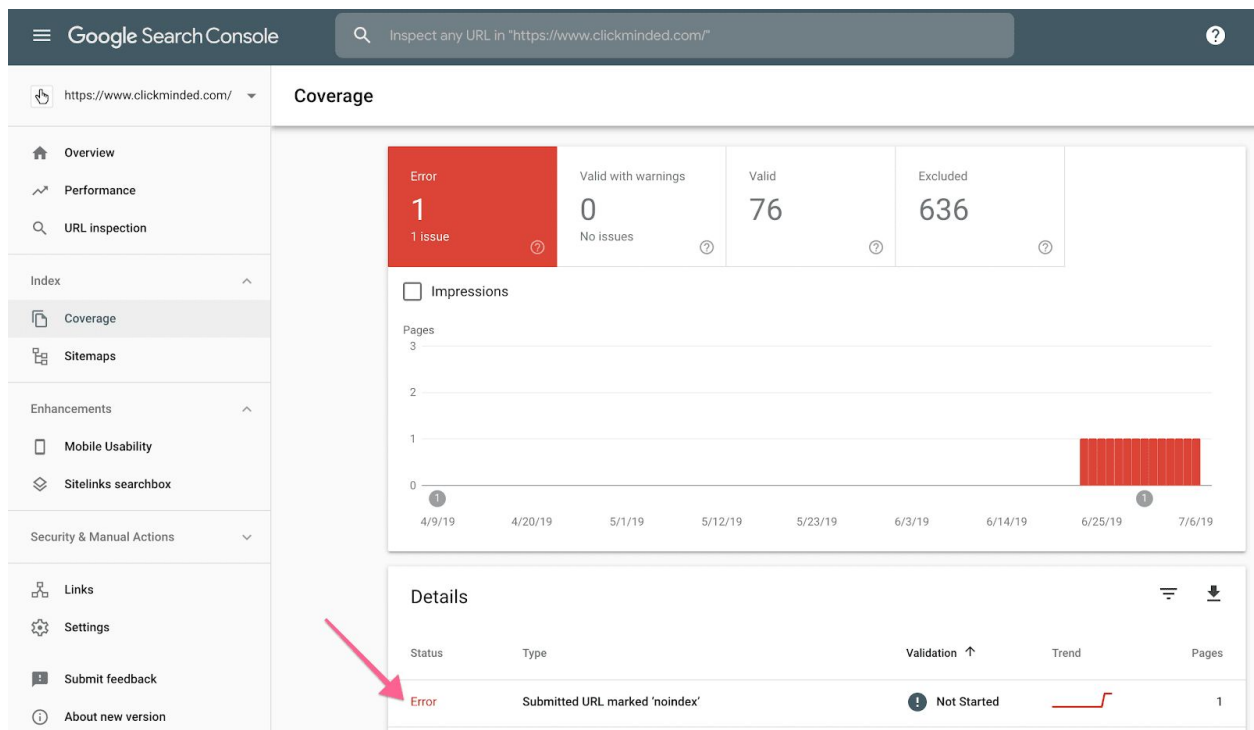 Google Search Console
Inspect any URL in "https://www.clickminded.com/"
?
https://www.clickminded.com/
Coverage
Overview
Performance
URL inspection
Index
Coverage
Sitemaps
Enhancements
Mobile Usability
Sitelinks searchbox
Security & Manual Actions
Links
Settings
Submit feedback
About new version
Error
1
1 issue
?
Valid with warnings
0
No issues
?
Valid
76
?
Excluded
636
?
Impressions
Pages
3
2
1
0
1 1
4/9/19 4/20/19 5/1/19 5/12/19 5/23/19 6/3/19 6/14/19 6/25/19 7/6/19
Details
Status Type Validation Trend Pages
Error Submitted URL marked 'noindex' ! Not Started 1